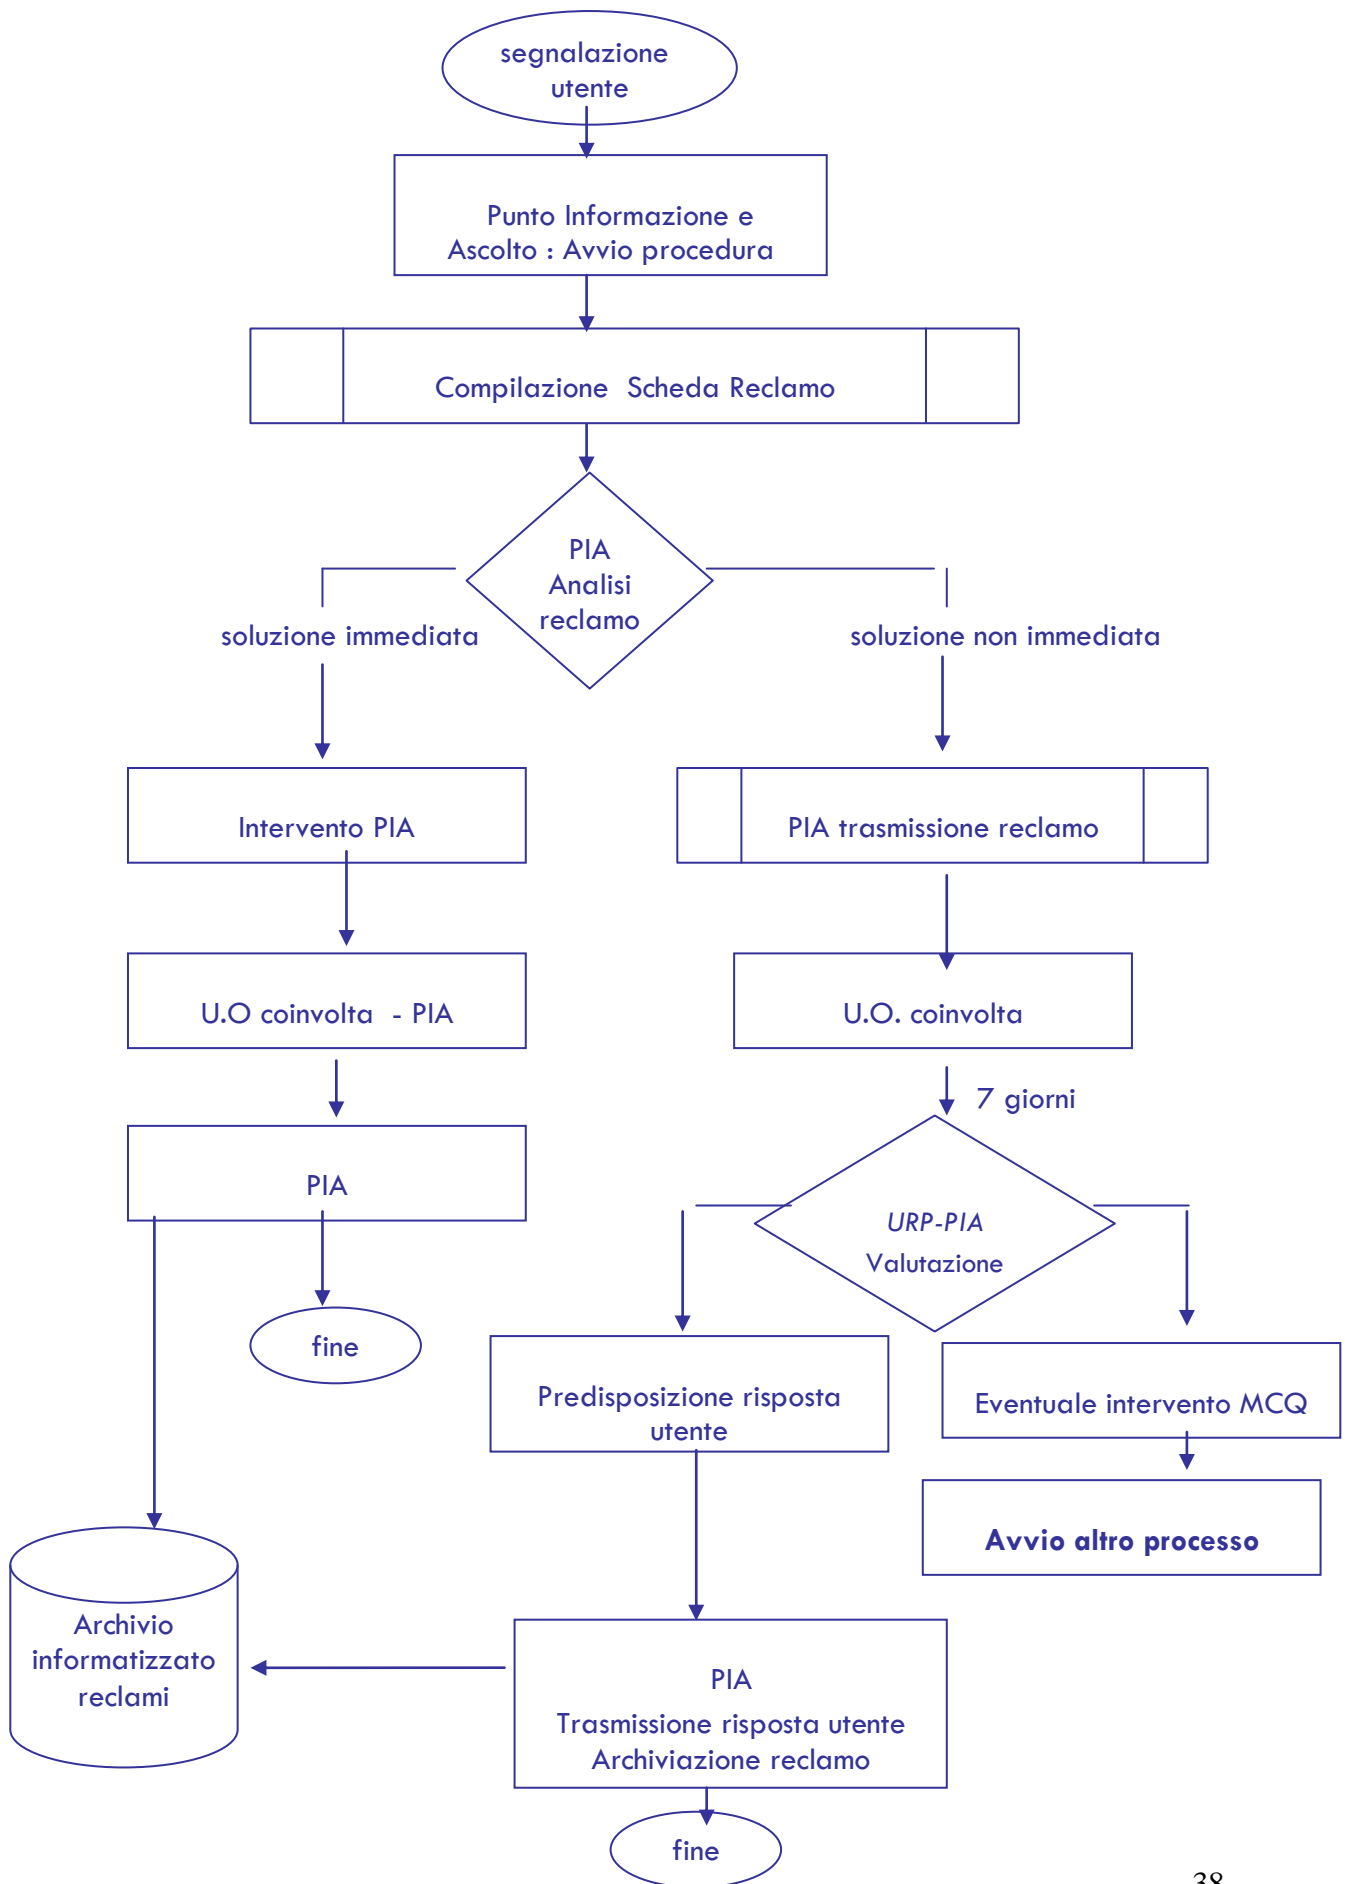 segnalazione
utente
Punto Informazione e
Ascolto : Avvio procedura
Compilazione  Scheda Reclamo
PIA
Analisi
reclamo
soluzione immediata
soluzione non immediata
Intervento PIA
PIA trasmissione reclamo
U.O coinvolta  - PIA
U.O. coinvolta
7 giorni
PIA
URP-PIA
Valutazione
fine
Predisposizione risposta
utente
Eventuale intervento MCQ
Avvio altro processo
Archivio
informatizzato
reclami
PIA
Trasmissione risposta utente
Archiviazione reclamo
fine
38